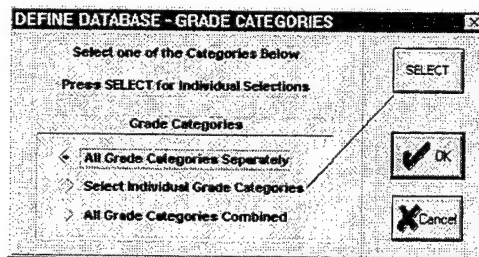 DEFINE DATABASE - GRADE CATEGORIES
Select one of the Categories Below
Press SELECT for Individual Selections
SELECT
Grade Categories
All Grade Categories Separately
OK
Select Individual Grade Categories
All Grade Categories Combined
Cancel